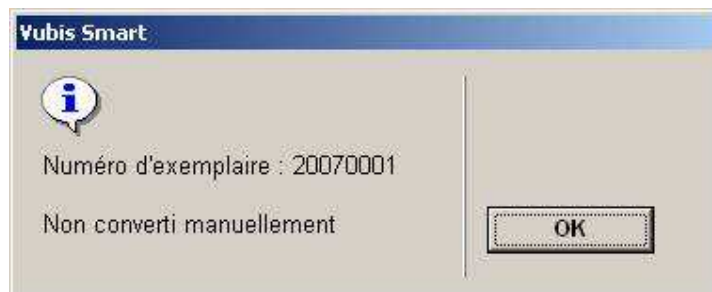 Vubis Smart
Numéro d'exemplaire : 20070001
Non converti manuellement
OK